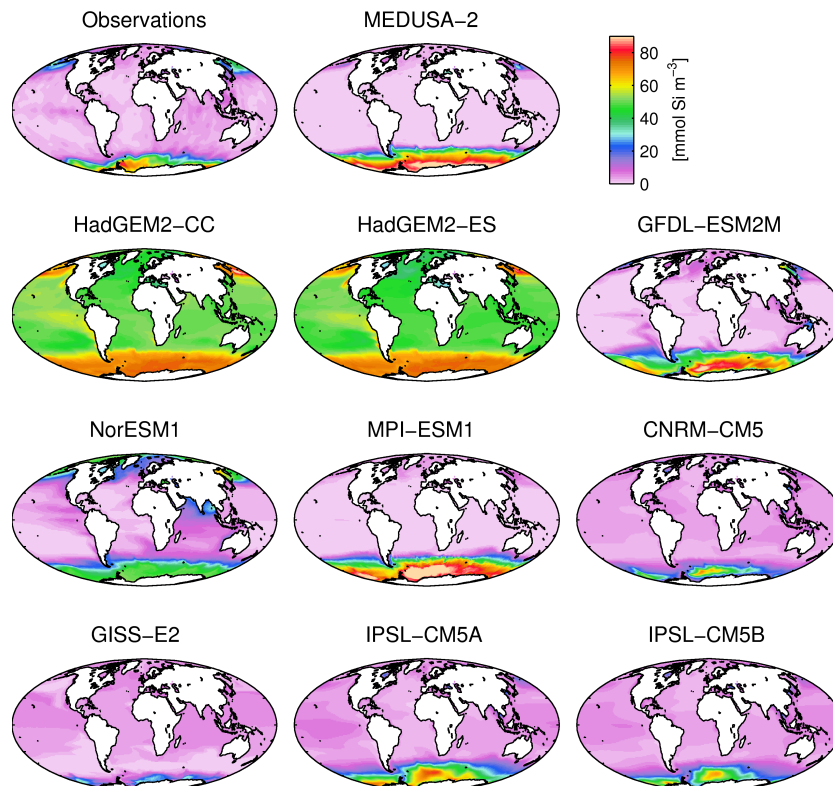 Observations
MEDUSA−2
80
60
40
20
0
[mmol Si m⁻³]
HadGEM2−CC
HadGEM2−ES
GFDL−ESM2M
NorESM1
MPI−ESM1
CNRM−CM5
GISS−E2
IPSL−CM5A
IPSL−CM5B